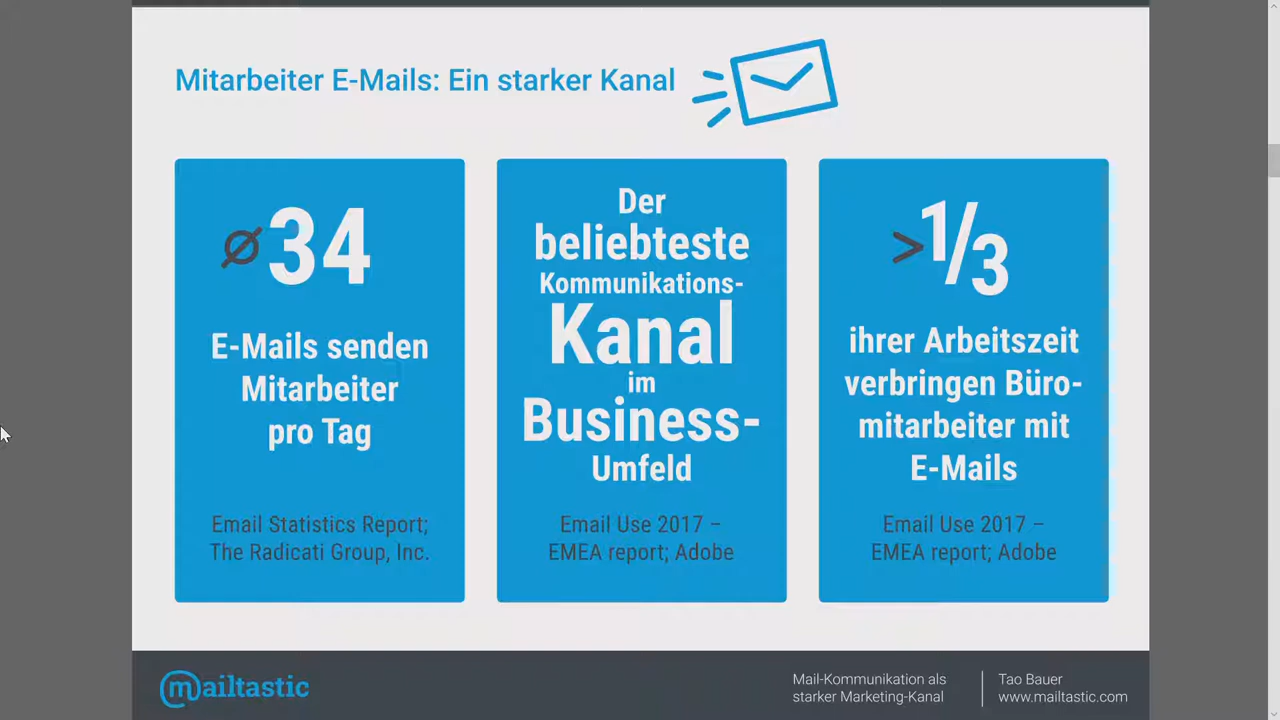 Mitarbeiter E-Mails: Ein starker Kanal
⌀34
E-Mails senden
Mitarbeiter
pro Tag
Email Statistics Report;
The Radicati Group, Inc.
Der
beliebteste
Kommunikations-
Kanal
im
Business-
Umfeld
Email Use 2017 –
EMEA report; Adobe
>1/3
ihrer Arbeitszeit
verbringen Büro-
mitarbeiter mit
E-Mails
Email Use 2017 –
EMEA report; Adobe
mailtastic
Mail-Kommunikation als
starker Marketing-Kanal
Tao Bauer
www.mailtastic.com